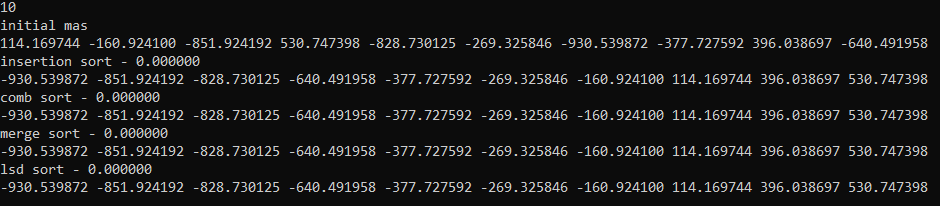 10
initial mas
114.169744 -160.924100 -851.924192 530.747398 -828.730125 -269.325846 -930.539872 -377.727592 396.038697 -640.491958
insertion sort - 0.000000
-930.539872 -851.924192 -828.730125 -640.491958 -377.727592 -269.325846 -160.924100 114.169744 396.038697 530.747398
comb sort - 0.000000
-930.539872 -851.924192 -828.730125 -640.491958 -377.727592 -269.325846 -160.924100 114.169744 396.038697 530.747398
merge sort - 0.000000
-930.539872 -851.924192 -828.730125 -640.491958 -377.727592 -269.325846 -160.924100 114.169744 396.038697 530.747398
lsd sort - 0.000000
-930.539872 -851.924192 -828.730125 -640.491958 -377.727592 -269.325846 -160.924100 114.169744 396.038697 530.747398